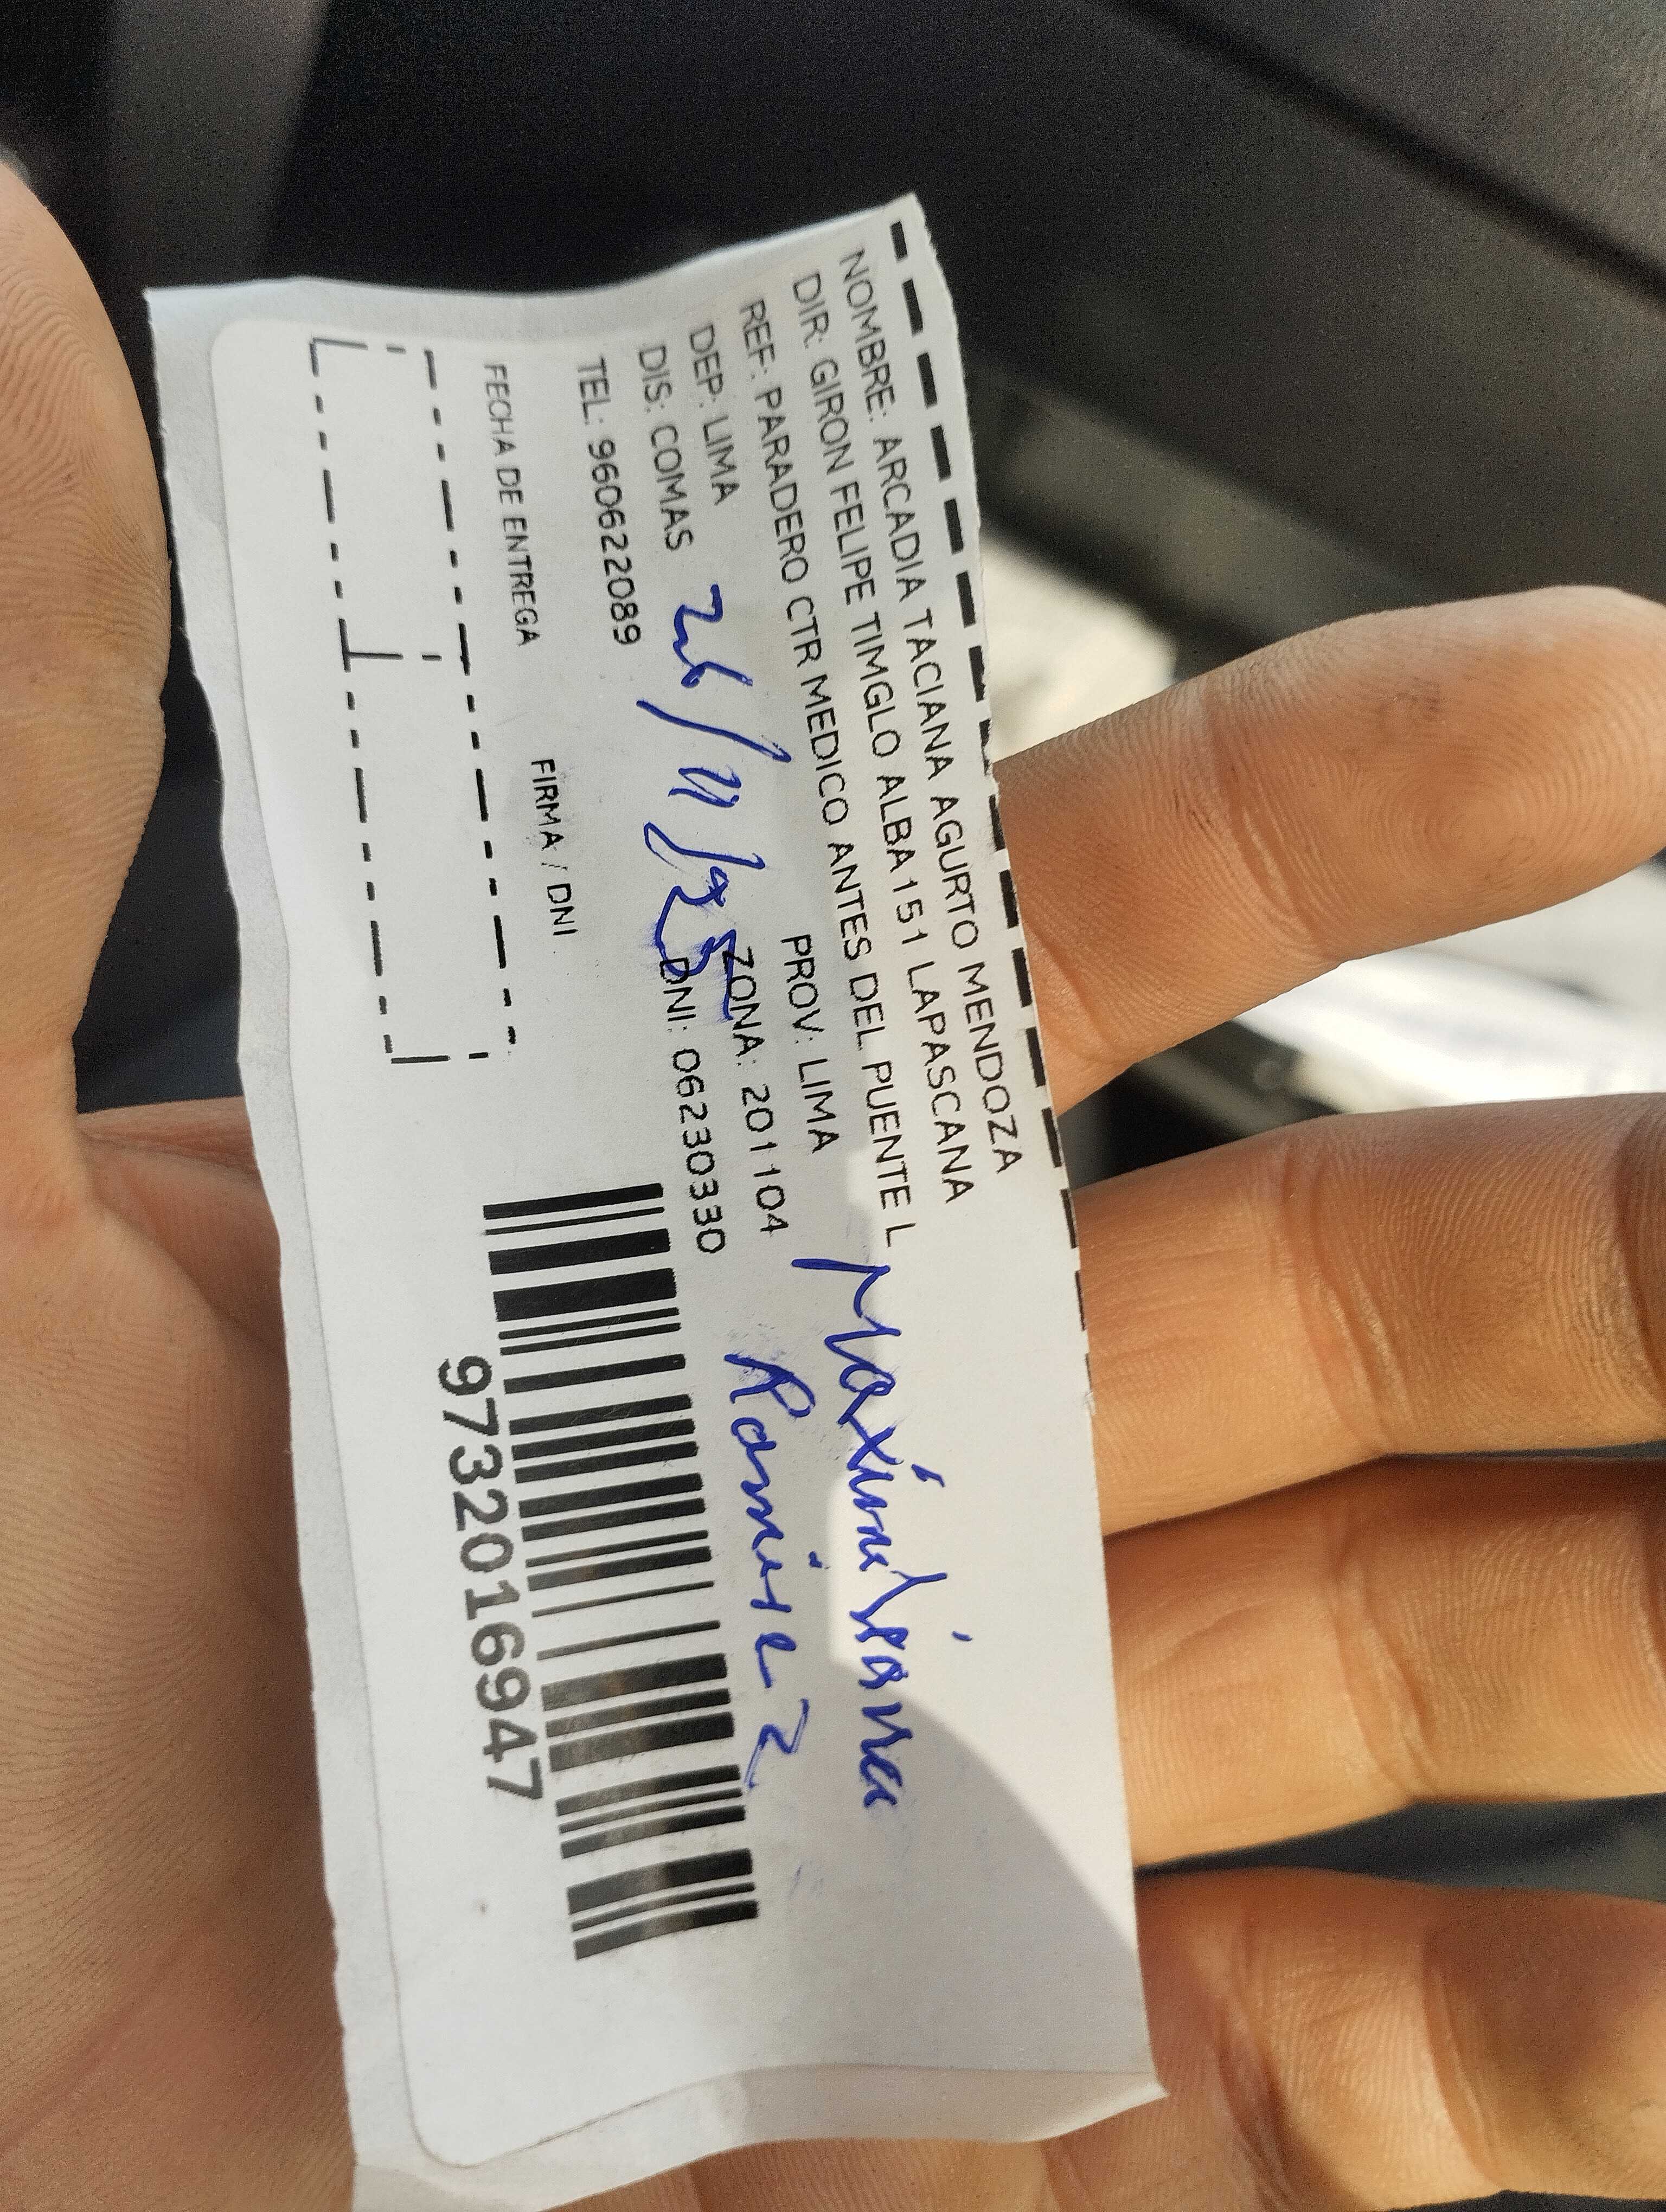 NOMBRE: ARCADIA TACIANA AGURTO MENDOZA
DIR: GIRON FELIPE TIMGLO ALBA 151 LAPASCANA
REF: PARADERO CTR MEDICO ANTES DEL PUENTE L
DEP: LIMA PROV: LIMA
DIS: COMAS ZONA: 201104
TEL: 960622089 DNI: 06230330
26/11/25
Maximiliana
Ramirez
FECHA DE ENTREGA FIRMA / DNI
9732016947